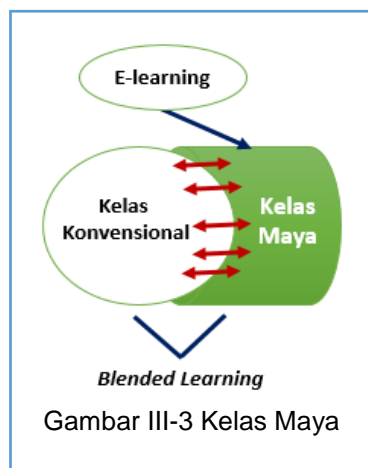 E-learning
Kelas
Konvensional
Kelas
Maya
Blended Learning
Gambar III-3 Kelas Maya